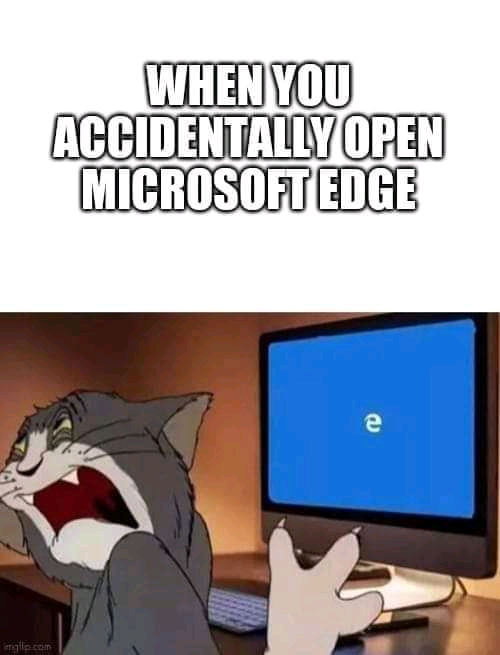 WHEN YOU
ACCIDENTALLY OPEN
MICROSOFT EDGE
e
imgflip.com